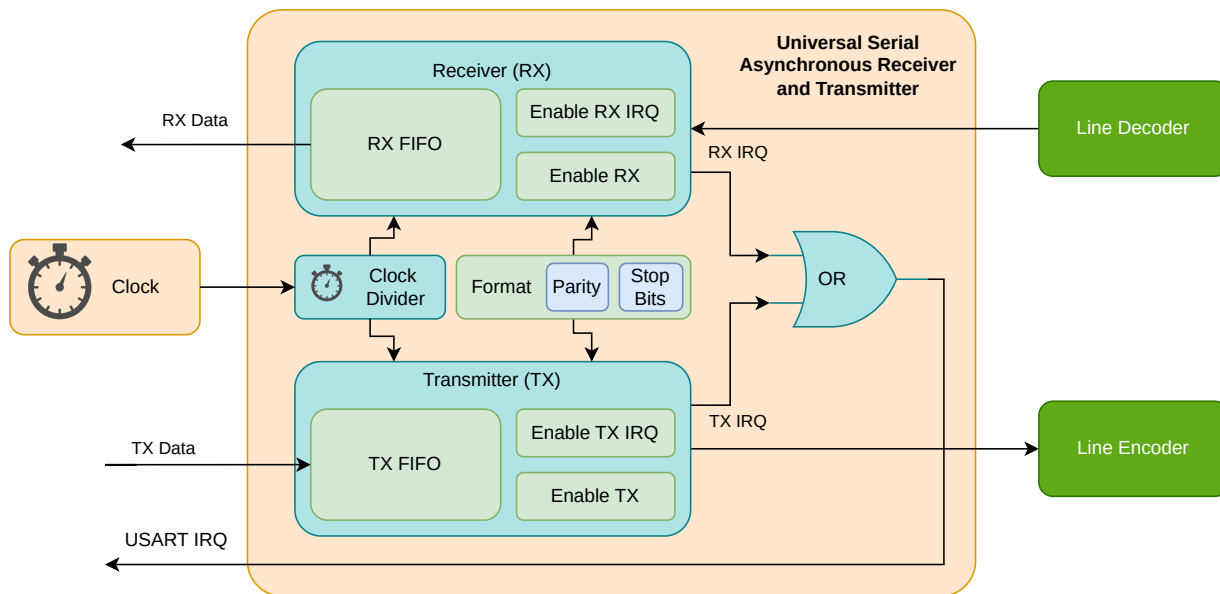 Universal Serial
Asynchronous Receiver
and Transmitter
Receiver (RX)
RX FIFO
Enable RX IRQ
Enable RX
RX Data
RX IRQ
Line Decoder
Clock
Clock
Divider
Format
Parity
Stop
Bits
OR
Transmitter (TX)
TX FIFO
Enable TX IRQ
Enable TX
TX Data
TX IRQ
Line Encoder
USART IRQ